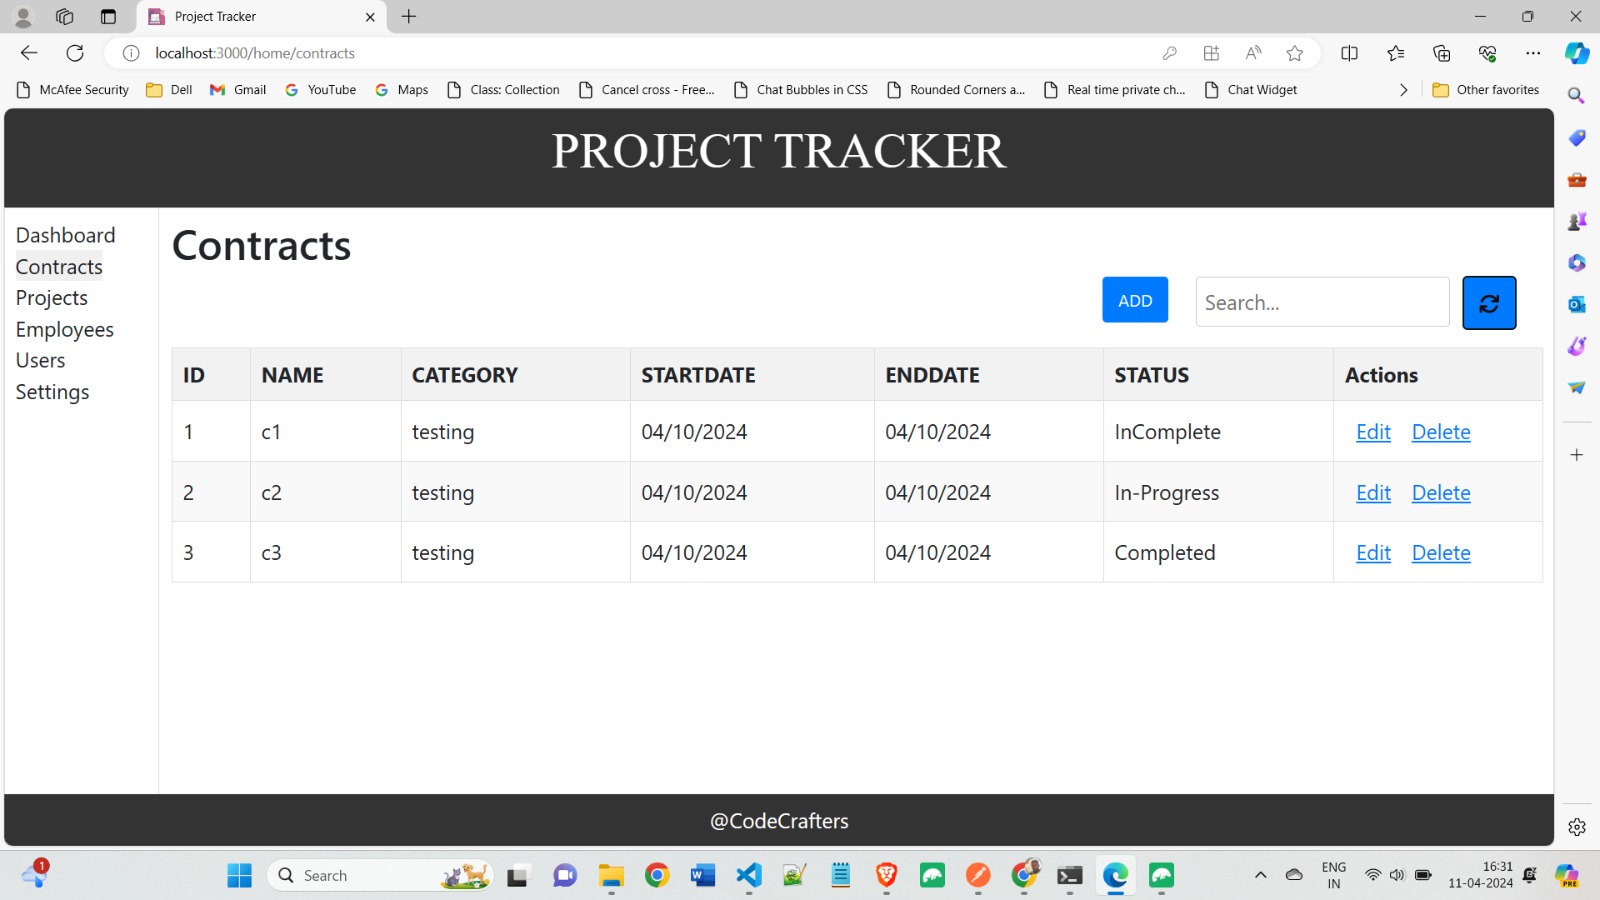 Project Tracker
localhost:3000/home/contracts
McAfee Security Dell Gmail YouTube Maps Class: Collection Cancel cross - Free... Chat Bubbles in CSS Rounded Corners a... Real time private ch... Chat Widget Other favorites
PROJECT TRACKER
Dashboard
Contracts
Projects
Employees
Users
Settings
Contracts
ADD Search...
ID NAME CATEGORY STARTDATE ENDDATE STATUS Actions
1 c1 testing 04/10/2024 04/10/2024 InComplete Edit Delete
2 c2 testing 04/10/2024 04/10/2024 In-Progress Edit Delete
3 c3 testing 04/10/2024 04/10/2024 Completed Edit Delete
@CodeCrafters
1 Search ENG 16:31
IN 11-04-2024 PRE